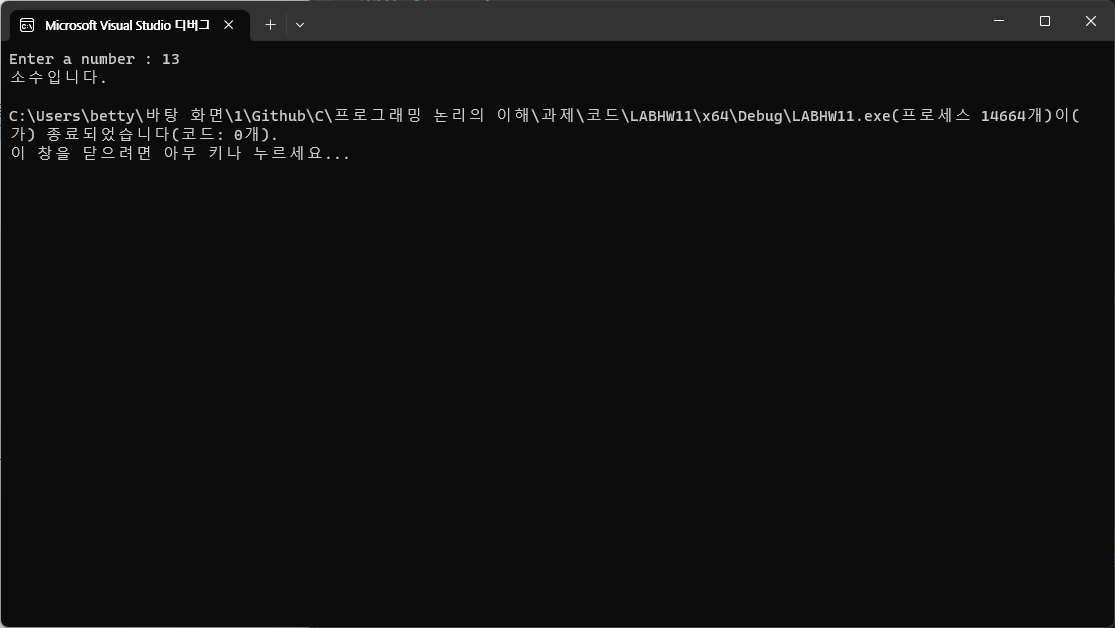 Microsoft Visual Studio 디버그
Enter a number : 13
소수입니다.
C:\Users\betty\바탕 화면\1\Github\C\프로그래밍 논리의 이해\과제\코드\LABHW11\x64\Debug\LABHW11.exe(프로세스 14664개)이(
가) 종료되었습니다(코드: 0개).
이 창을 닫으려면 아무 키나 누르세요...